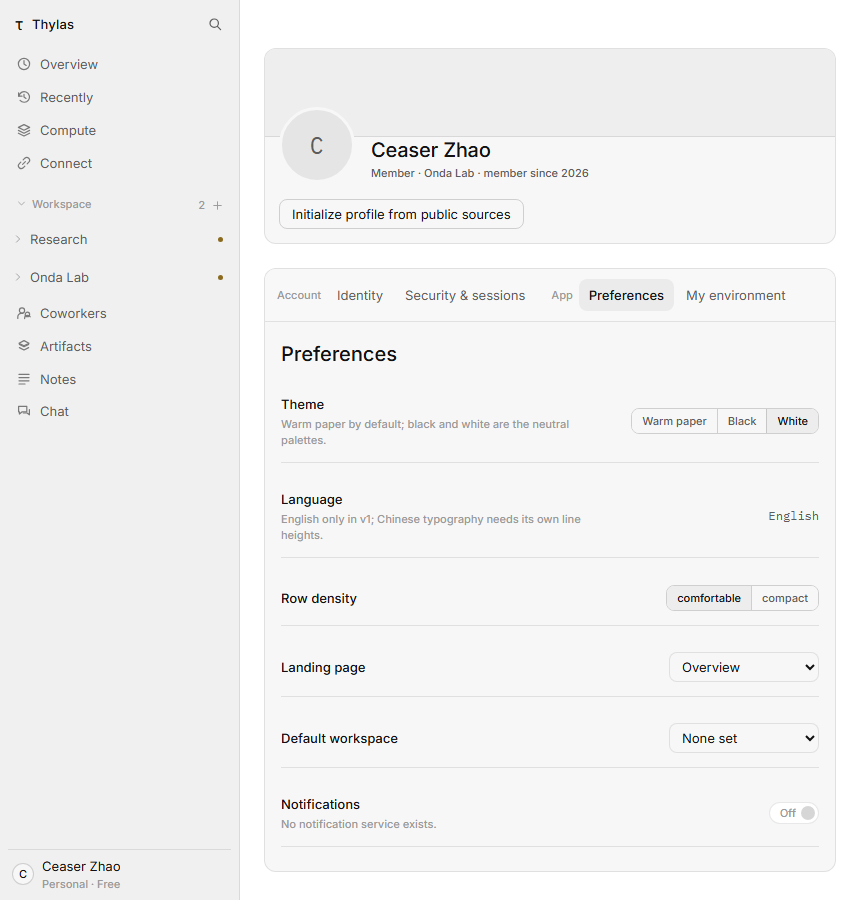 τ Thylas
Overview
Recently
Compute
Connect
Workspace 2 +
Research
Onda Lab
Coworkers
Artifacts
Notes
Chat
C
Ceaser Zhao
Personal · Free
C
Ceaser Zhao
Member · Onda Lab · member since 2026
Initialize profile from public sources
Account Identity Security & sessions App Preferences My environment
Preferences
Theme
Warm paper by default; black and white are the neutral
palettes.
Warm paper Black White
Language
English only in v1; Chinese typography needs its own line
heights.
English
Row density
comfortable compact
Landing page
Overview
Default workspace
None set
Notifications
No notification service exists.
Off